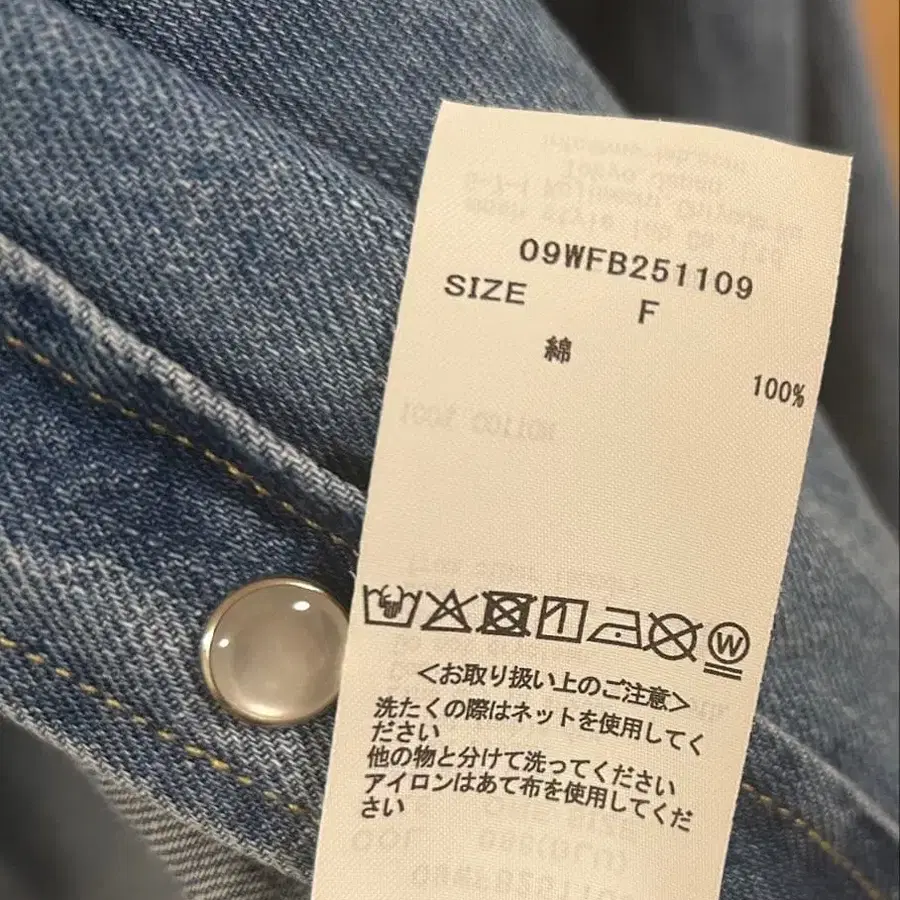 09WFB251109
SIZE F
綿
100%
W
<お取り扱い上のご注意>
洗たくの際はネットを使用してく
ださい
他の物と分けて洗ってください
アイロンはあて布を使用してくだ
さい